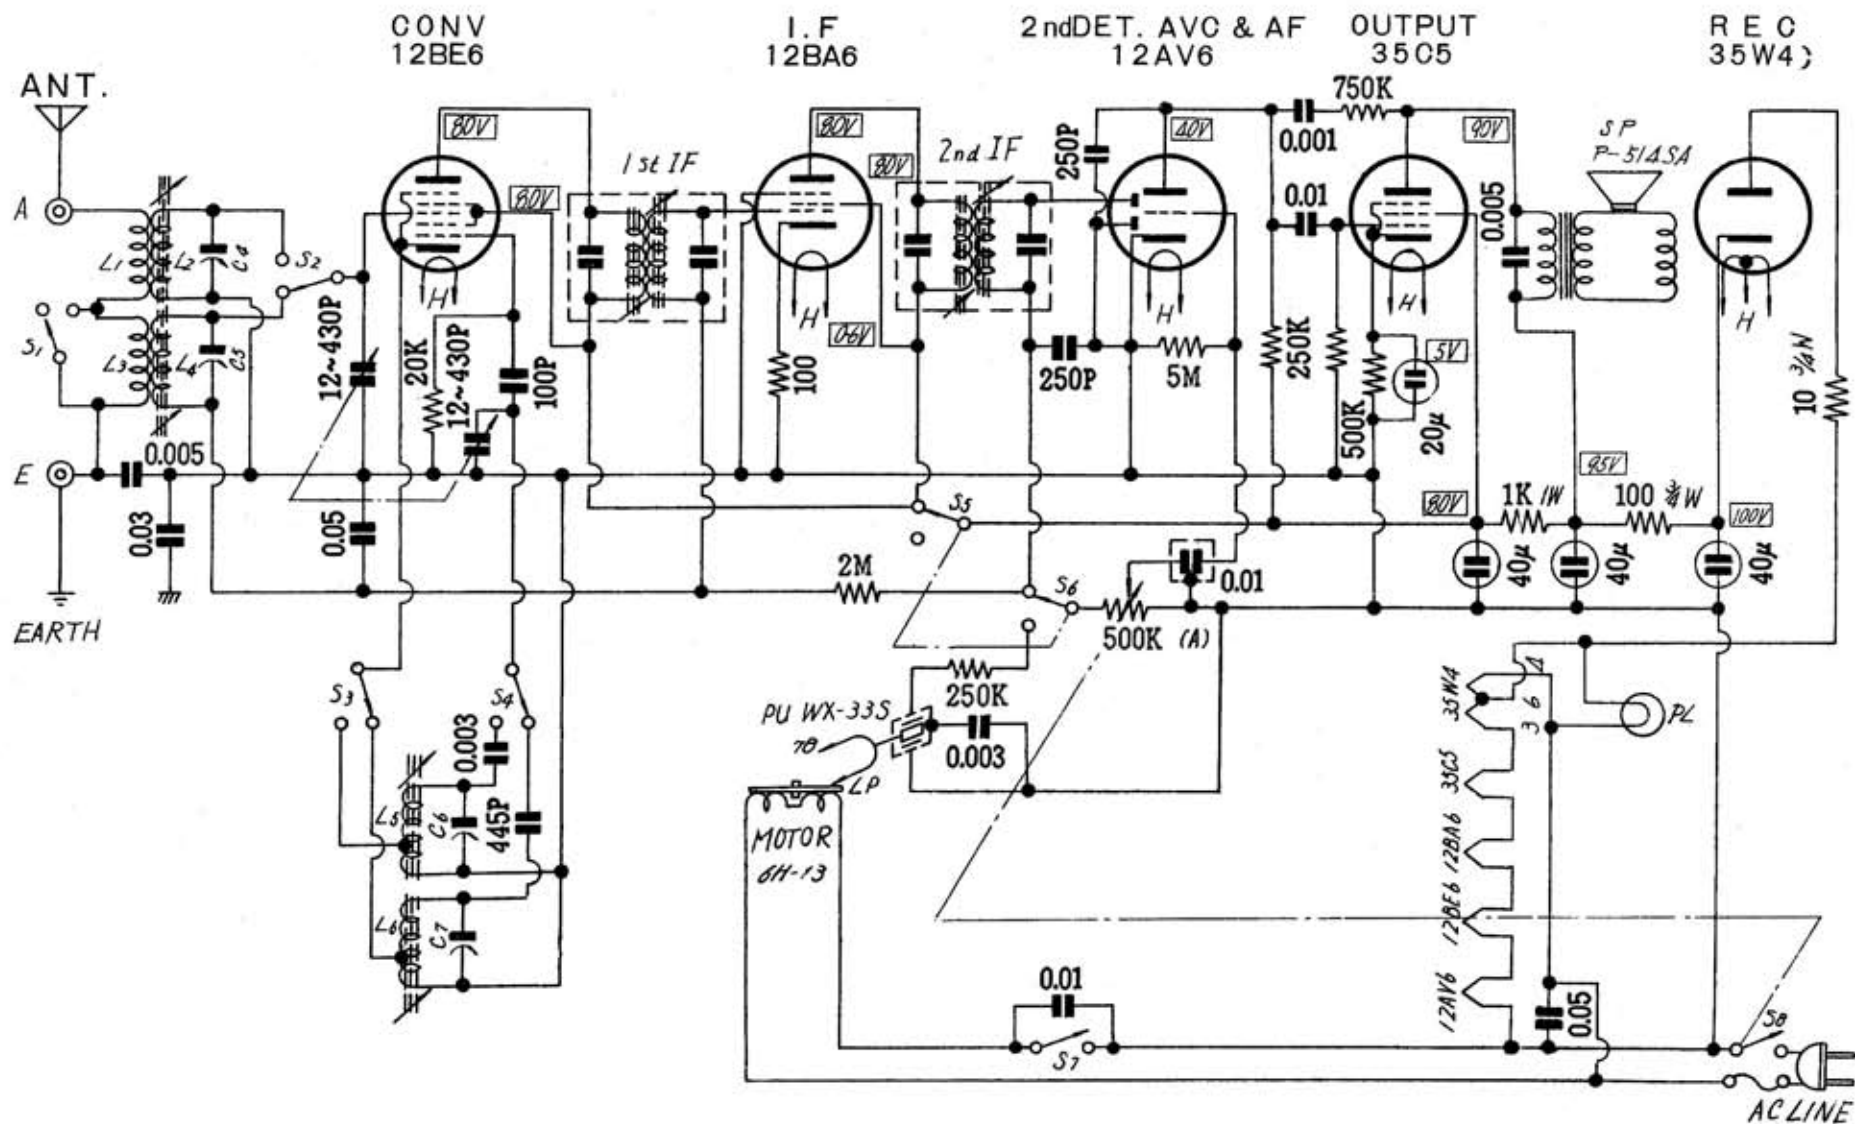 CONV
12BE6
I.F
12BA6
2ndDET. AVC & AF
12AV6
OUTPUT
35C5
REC
35W4)
ANT.
A
E
EARTH
L1
L2
C4
L3
L4
C5
S1
S2
0.005
0.03
0.05
12~430P
20K
12~430P
100P
H
80V
80V
1st IF
80V
80V
H
06V
100
2nd IF
250P
40V
H
250P
5M
750K
0.001
0.01
250K
500K
H
5V
20μ
90V
0.005
SP
P-514SA
H
10 3/4W
95V
80V
1K 1W
100 3/4W
100V
40μ
40μ
40μ
S5
2M
S6
500K (A)
0.01
S3
S4
0.003
445P
L5
C6
L6
C7
250K
PU WX-33S
78
LP
0.003
MOTOR
6H-13
35W4
4
6
3
PL
35C5
12BA6
12BE6
12AV6
0.01
S7
0.05
S8
AC LINE